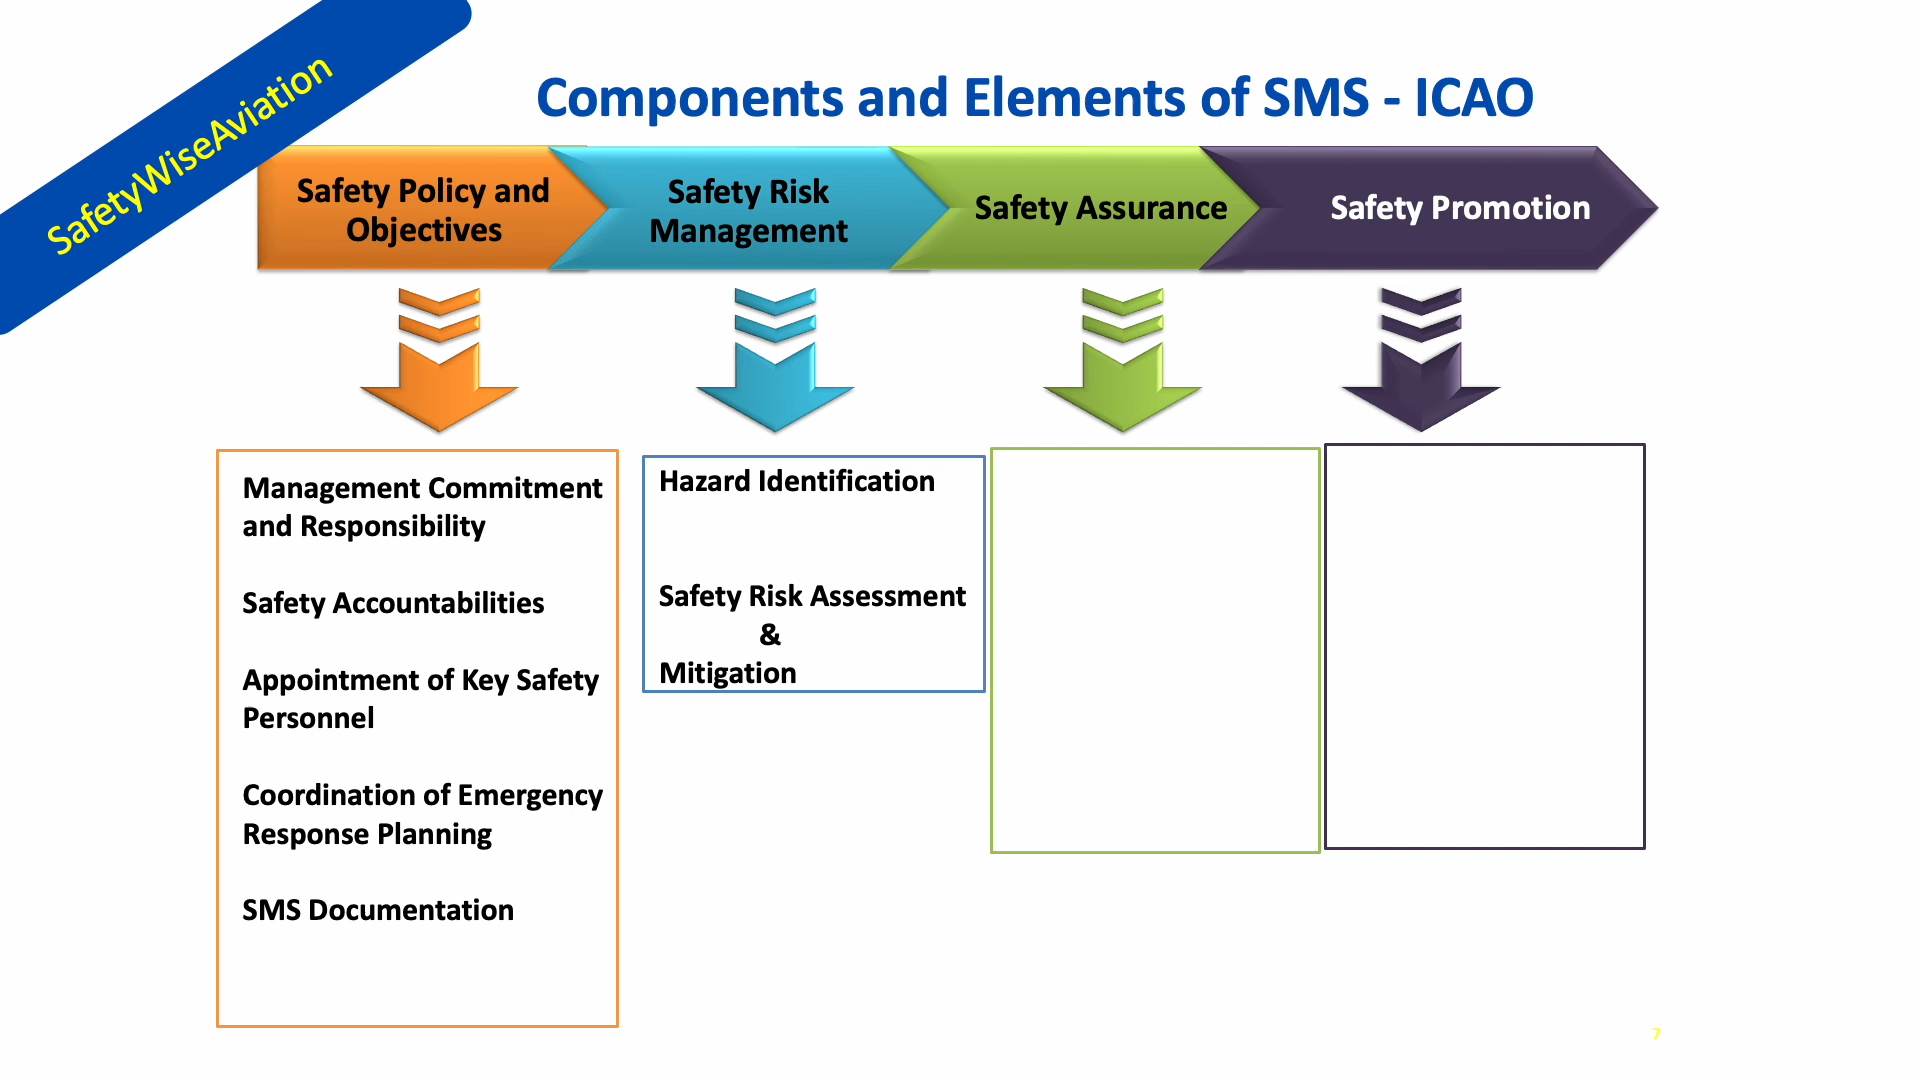 SafetyWiseAviation
Components and Elements of SMS - ICAO
Safety Policy and
Objectives
Safety Risk
Management
Safety Assurance
Safety Promotion
Management Commitment
and Responsibility
Safety Accountabilities
Appointment of Key Safety
Personnel
Coordination of Emergency
Response Planning
SMS Documentation
Hazard Identification
Safety Risk Assessment
&
Mitigation
7